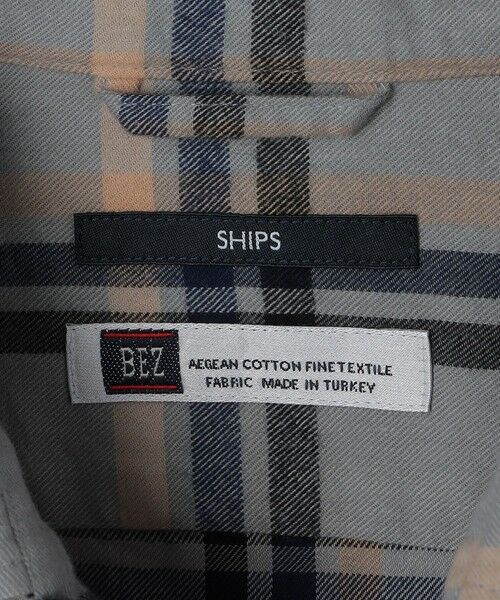 SHIPS
BEZ
AEGEAN COTTON FINE TEXTILE
FABRIC MADE IN TURKEY